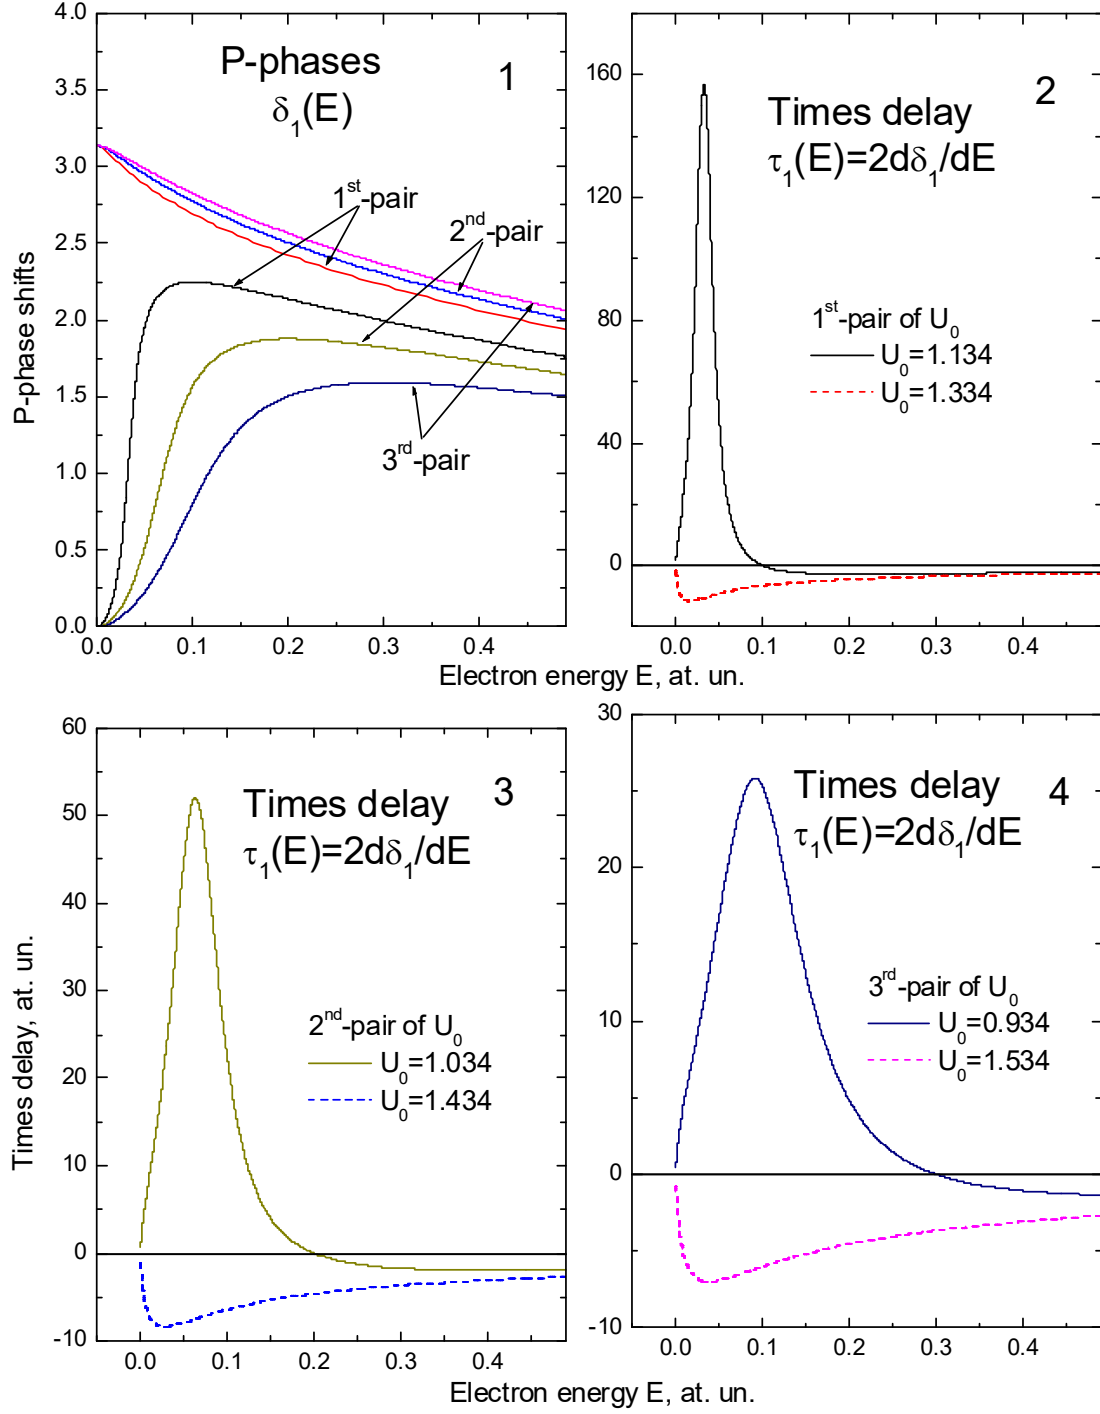 P-phases
δ₁(E)
1
1ˢᵗ-pair
2ⁿᵈ-pair
3ʳᵈ-pair
P-phase shifts
4.0
3.5
3.0
2.5
2.0
1.5
1.0
0.5
0.0
0.0 0.1 0.2 0.3 0.4
2
Times delay
τ₁(E)=2dδ₁/dE
1ˢᵗ-pair of U₀
U₀=1.134
U₀=1.334
160
120
80
40
0
0.0 0.1 0.2 0.3 0.4
Electron energy E, at. un.
3
Times delay
τ₁(E)=2dδ₁/dE
2ⁿᵈ-pair of U₀
U₀=1.034
U₀=1.434
Times delay, at. un.
60
50
40
30
20
10
0
-10
0.0 0.1 0.2 0.3 0.4
4
Times delay
τ₁(E)=2dδ₁/dE
3ʳᵈ-pair of U₀
U₀=0.934
U₀=1.534
30
20
10
0
-10
0.0 0.1 0.2 0.3 0.4
Electron energy E, at. un.